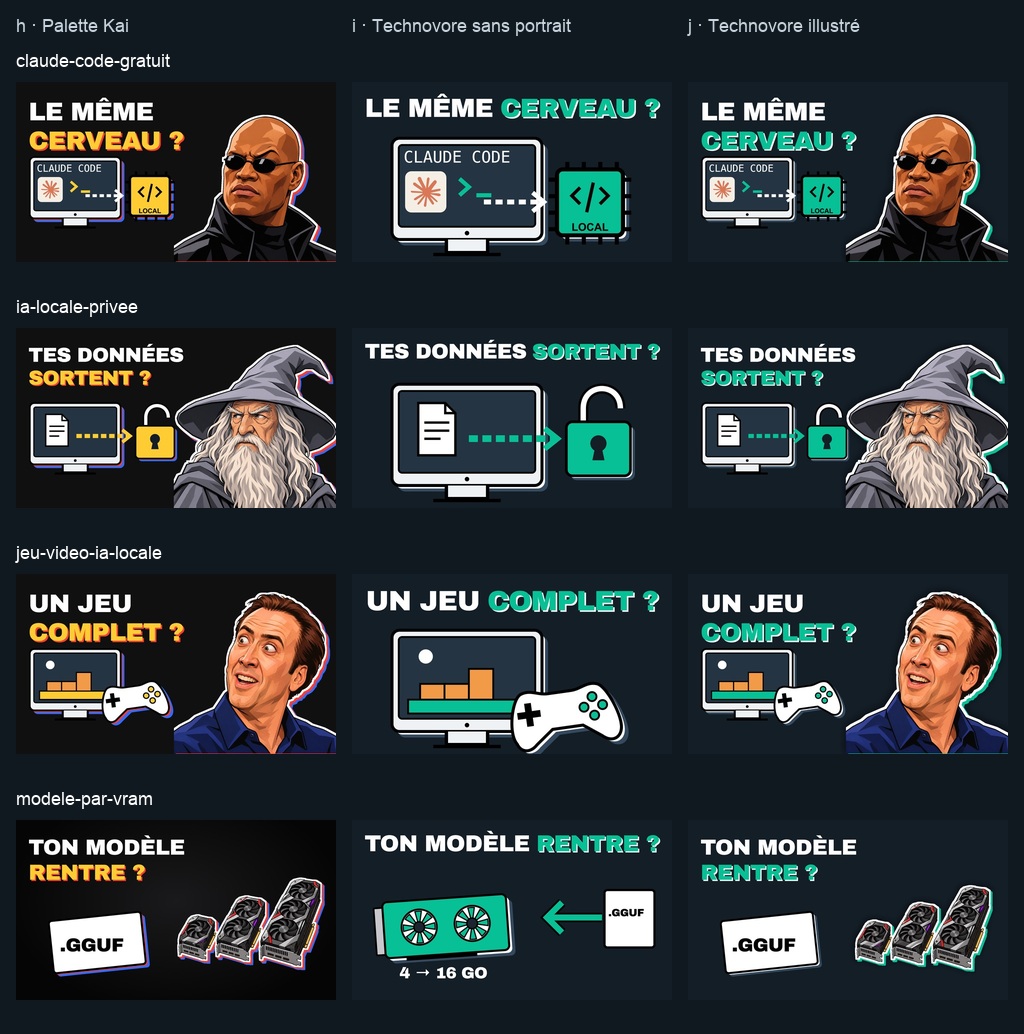 h · Palette Kai
i · Technovore sans portrait
j · Technovore illustré
claude-code-gratuit
LE MÊME
CERVEAU ?
CLAUDE CODE
>_
</>
LOCAL
LE MÊME CERVEAU ?
CLAUDE CODE
>_
</>
LOCAL
LE MÊME
CERVEAU ?
CLAUDE CODE
>_
</>
LOCAL
ia-locale-privee
TES DONNÉES
SORTENT ?
TES DONNÉES SORTENT ?
TES DONNÉES
SORTENT ?
jeu-video-ia-locale
UN JEU
COMPLET ?
UN JEU COMPLET ?
UN JEU
COMPLET ?
modele-par-vram
TON MODÈLE
RENTRE ?
.GGUF
TON MODÈLE RENTRE ?
.GGUF
4 → 16 GO
TON MODÈLE
RENTRE ?
.GGUF